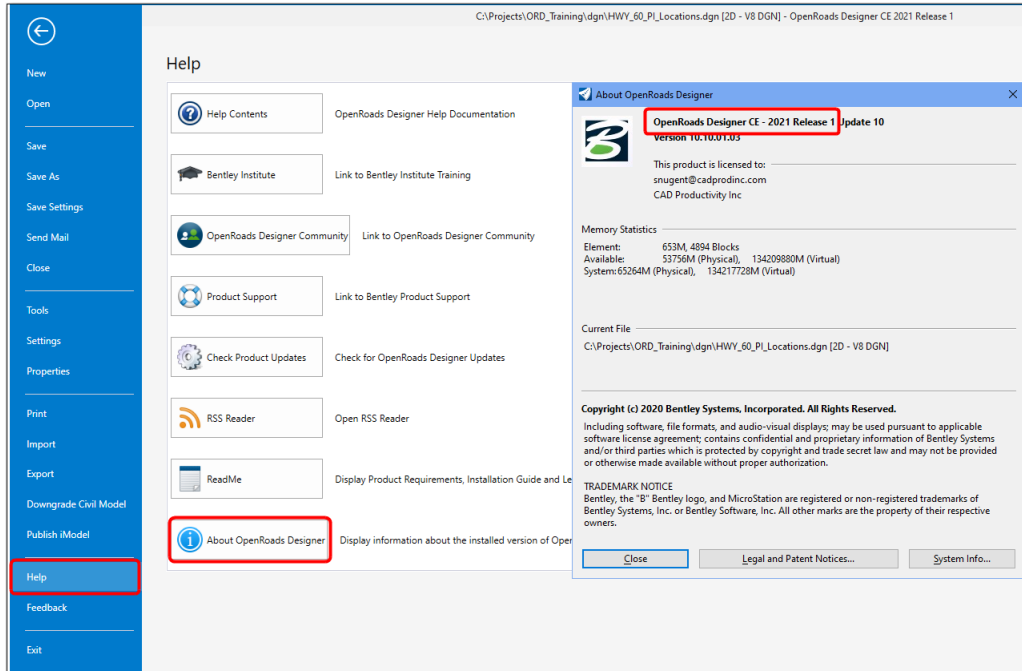 C:\Projects\ORD_Training\dgn\HWY_60_PI_Locations.dgn [2D - V8 DGN] - OpenRoads Designer CE 2021 Release 1
New
Open
Save
Save As
Save Settings
Send Mail
Close
Tools
Settings
Properties
Print
Import
Export
Downgrade Civil Model
Publish iModel
Help
Feedback
Exit
Help
Help Contents OpenRoads Designer Help Documentation
Bentley Institute Link to Bentley Institute Training
OpenRoads Designer Community Link to OpenRoads Designer Community
Product Support Link to Bentley Product Support
Check Product Updates Check for OpenRoads Designer Updates
RSS Reader Open RSS Reader
ReadMe Display Product Requirements, Installation Guide and Le
About OpenRoads Designer Display information about the installed version of Oper
About OpenRoads Designer
OpenRoads Designer CE - 2021 Release 1 Update 10
Version 10.10.01.03
This product is licensed to:
snugent@cadprodinc.com
CAD Productivity Inc
Memory Statistics
Element: 653M, 4894 Blocks
Available: 53756M (Physical), 134209880M (Virtual)
System:65264M (Physical), 134217728M (Virtual)
Current File
C:\Projects\ORD_Training\dgn\HWY_60_PI_Locations.dgn [2D - V8 DGN]
Copyright (c) 2020 Bentley Systems, Incorporated. All Rights Reserved.
Including software, file formats, and audio-visual displays; may be used pursuant to applicable
software license agreement; contains confidential and proprietary information of Bentley Systems
and/or third parties which is protected by copyright and trade secret law and may not be provided
or otherwise made available without proper authorization.
TRADEMARK NOTICE
Bentley, the "B" Bentley logo, and MicroStation are registered or non-registered trademarks of
Bentley Systems, Inc. or Bentley Software, Inc. All other marks are the property of their respective
owners.
Close Legal and Patent Notices... System Info...